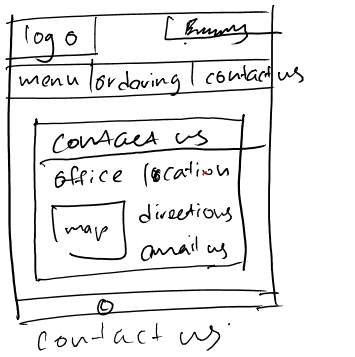 logo
menu ordering contact us
contact us
office location
map directions
email us
©
contact us